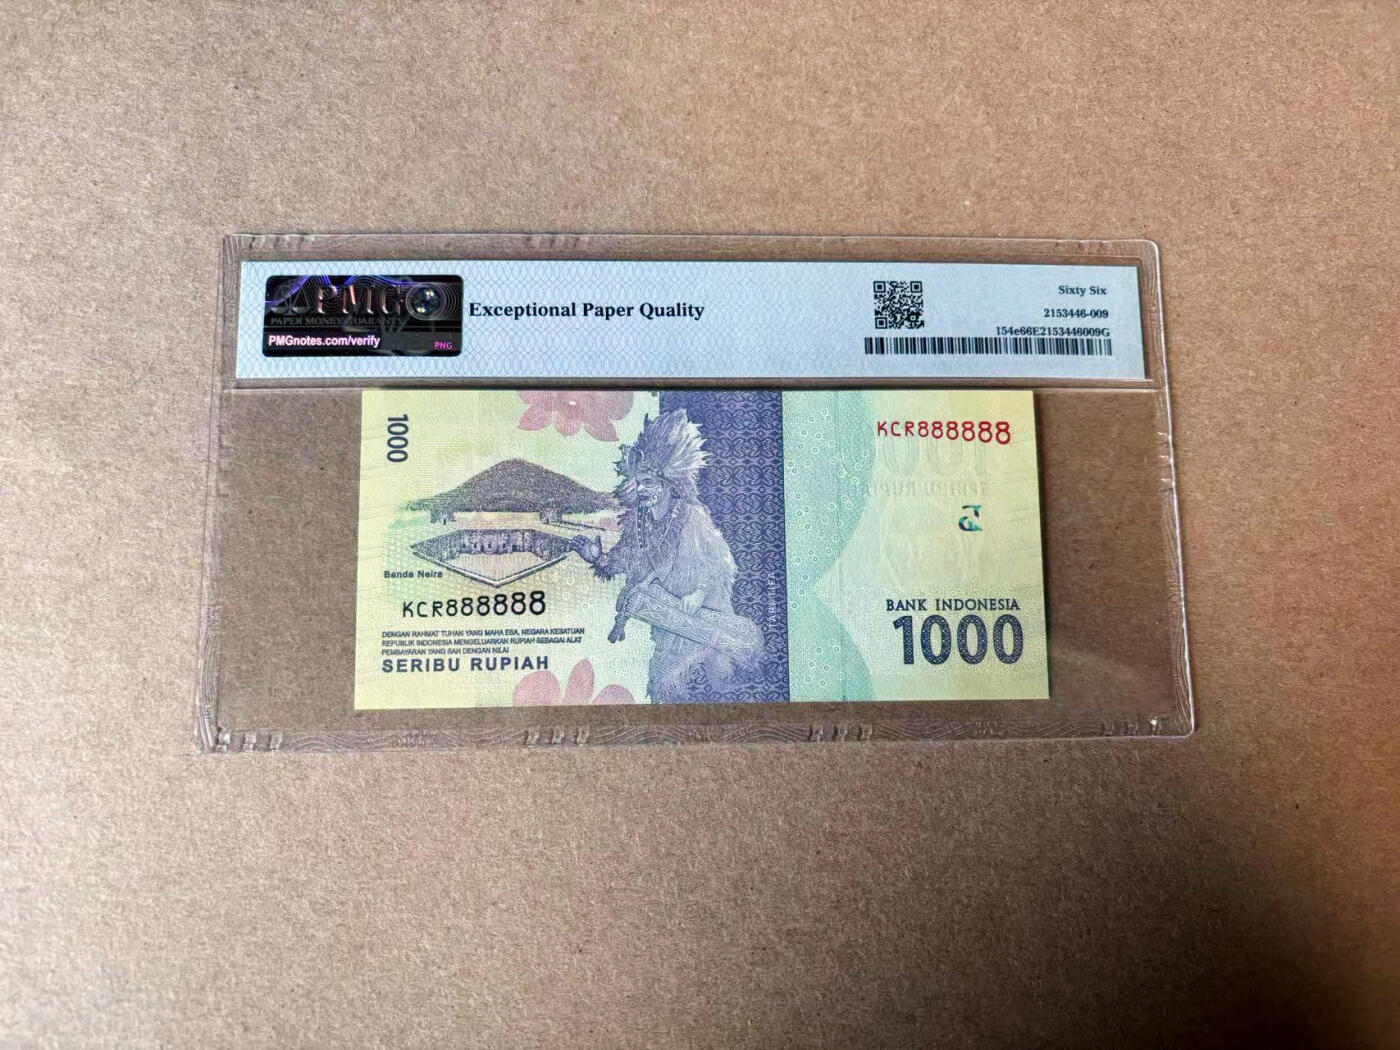 PMG
PAPER MONEY GUARANTY
PMGnotes.com/verify
PNG
Exceptional Paper Quality
Sixty Six
2153446-009
154e66E2153446009G
1000
KCR888888
Banda Neira
KCR888888
DENGAN RAHMAT TUHAN YANG MAHA ESA, NEGARA KESATUAN
REPUBLIK INDONESIA MENGELUARKAN RUPIAH SEBAGAI ALAT
PEMBAYARAN YANG SAH DENGAN NILAI
SERIBU RUPIAH
TARI TIFA
BANK INDONESIA
1000